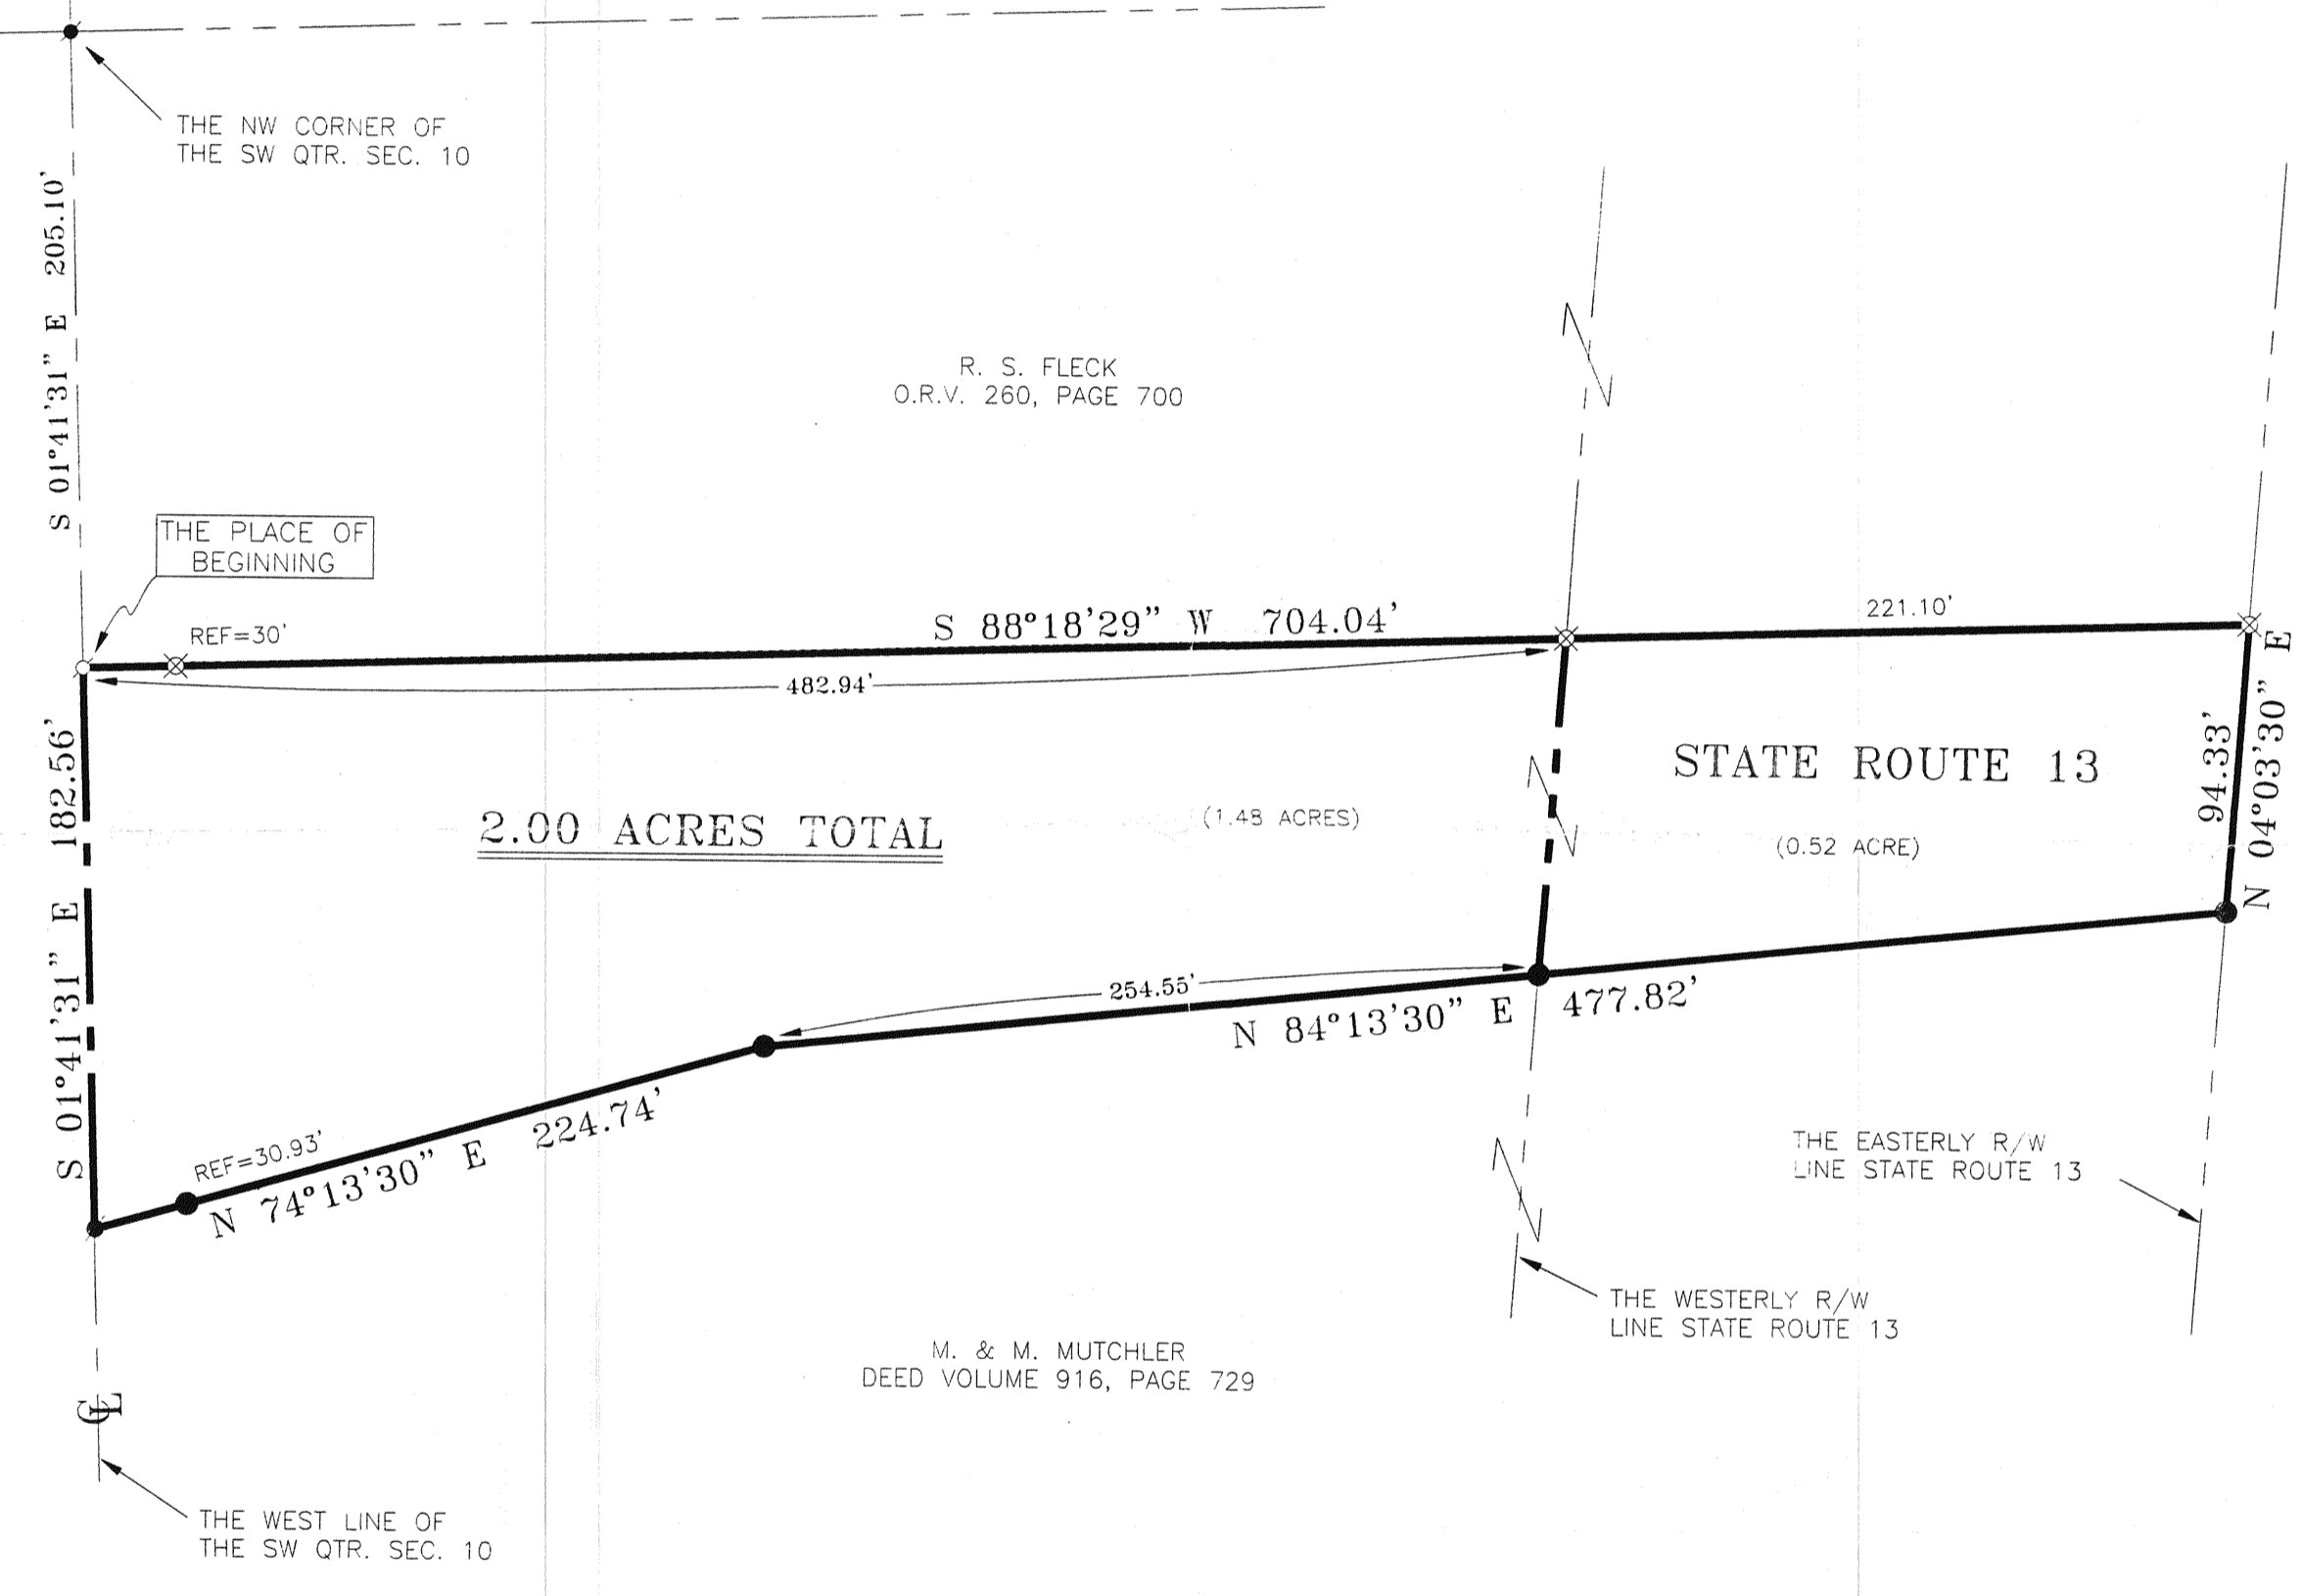 THE NW CORNER OF
THE SW QTR. SEC. 10
S 01°41'31" E 205.10'
R. S. FLECK
O.R.V. 260, PAGE 700
THE PLACE OF
BEGINNING
REF=30'
S 88°18'29" W 704.04'
221.10'
482.94'
S 01°41'31" E 182.56'
STATE ROUTE 13
94.33'
N 04°03'30" E
2.00 ACRES TOTAL
(1.48 ACRES)
(0.52 ACRE)
254.55'
N 84°13'30" E 477.82'
REF=30.93'
N 74°13'30" E 224.74'
THE EASTERLY R/W
LINE STATE ROUTE 13
THE WESTERLY R/W
LINE STATE ROUTE 13
M. & M. MUTCHLER
DEED VOLUME 916, PAGE 729
℄
THE WEST LINE OF
THE SW QTR. SEC. 10